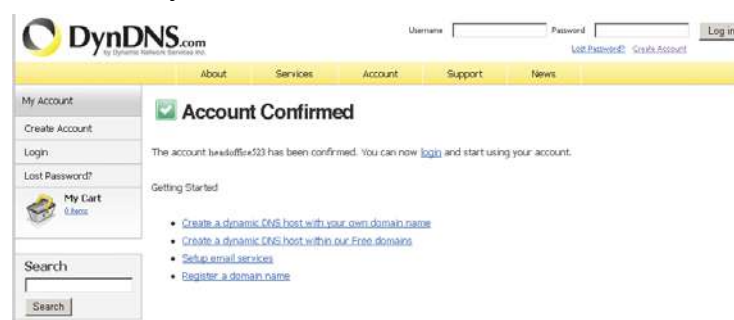 DynDNS.com
by Dynamic Network Services Inc.
Username
Password
Log in
Lost Password? Create Account
About Services Account Support News
My Account
Create Account
Login
Lost Password?
My Cart
0 items
Search
Search
Account Confirmed
The account headoffice523 has been confirmed. You can now login and start using your account.
Getting Started
Create a dynamic DNS host with your own domain name
Create a dynamic DNS host within our Free domains
Setup email services
Register a domain name